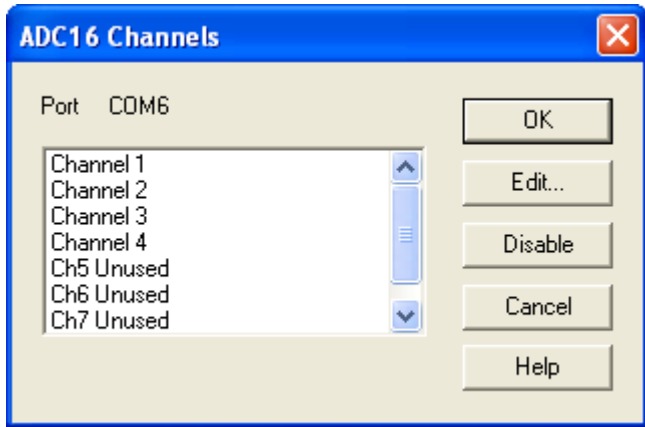 ADC16 Channels
Port COM6
OK
Channel 1
Channel 2
Channel 3
Channel 4
Ch5 Unused
Ch6 Unused
Ch7 Unused
Edit...
Disable
Cancel
Help